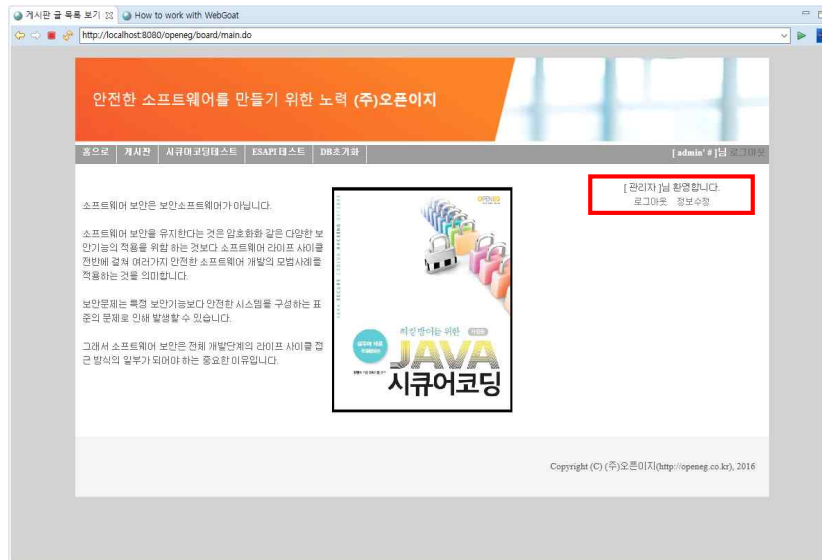 게시판 글 목록 보기
How to work with WebGoat
http://localhost:8080/openeg/board/main.do
안전한 소프트웨어를 만들기 위한 노력 (주)오픈이지
홈으로 게시판 시큐어코딩테스트 ESAPI테스트 DB초기화
[ admin' # ]님 로그아웃
[ 관리자 ]님 환영합니다.
로그아웃 정보수정
소프트웨어 보안은 보안소프트웨어가 아닙니다.
소프트웨어 보안을 유지한다는 것은 암호화화 같은 다양한 보
안기능의 적용을 위함 하는 것보다 소프트웨어 라이프 사이클
전반에 걸쳐 여러가지 안전한 소프트웨어 개발의 모범사례를
적용하는 것을 의미합니다.
보안문제는 특정 보안기능보다 안전한 시스템을 구성하는 표
준의 문제로 인해 발생할 수 있습니다.
그래서 소프트웨어 보안은 전체 개발단계의 라이프 사이클 접
근 방식의 일부가 되어야 하는 중요한 이유입니다.
OPENEG
해킹방어를 위한
JAVA
시큐어코딩
Copyright (C) (주)오픈이지(http://openeg.co.kr), 2016